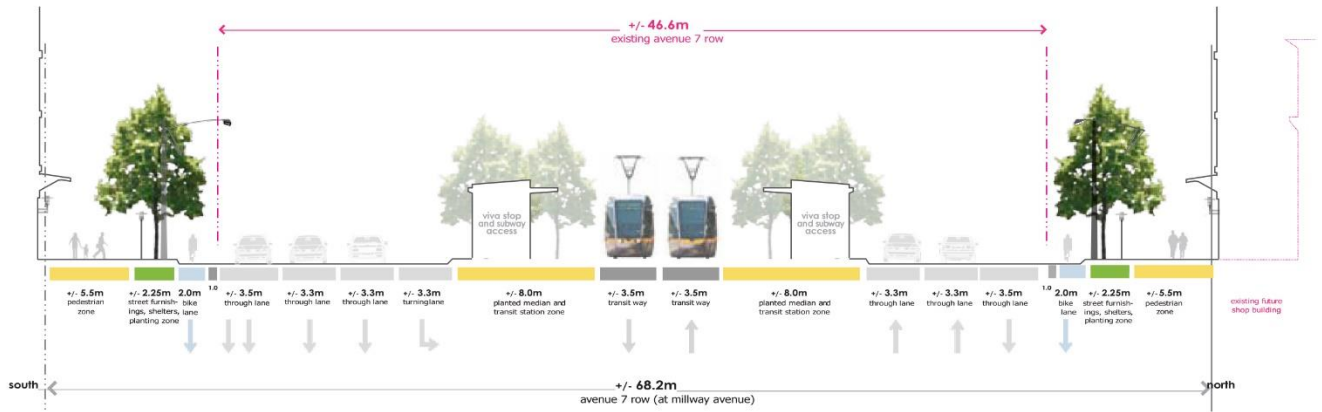 +/- 46.6m
existing avenue 7 row
viva stop
and subway
access
viva stop
and subway
access
+/- 5.5m
pedestrian
zone
+/- 2.25m
street furnish-
ings, shelters,
planting zone
2.0m
bike
lane
1.0
+/- 3.5m
through lane
+/- 3.3m
through lane
+/- 3.3m
through lane
+/- 3.3m
turninglane
+/- 8.0m
planted median and
transit station zone
+/- 3.5m
transit way
+/- 3.5m
transit way
+/- 8.0m
planted median and
transit station zone
+/- 3.3m
through lane
+/- 3.3m
through lane
+/- 3.5m
through lane
1.0
2.0m
bike
lane
+/- 2.25m
street furnish-
ings, shelters,
planting zone
+/-5.5m
pedestrian
zone
existing future
shop building
south
+/- 68.2m
north
avenue 7 row (at millway avenue)